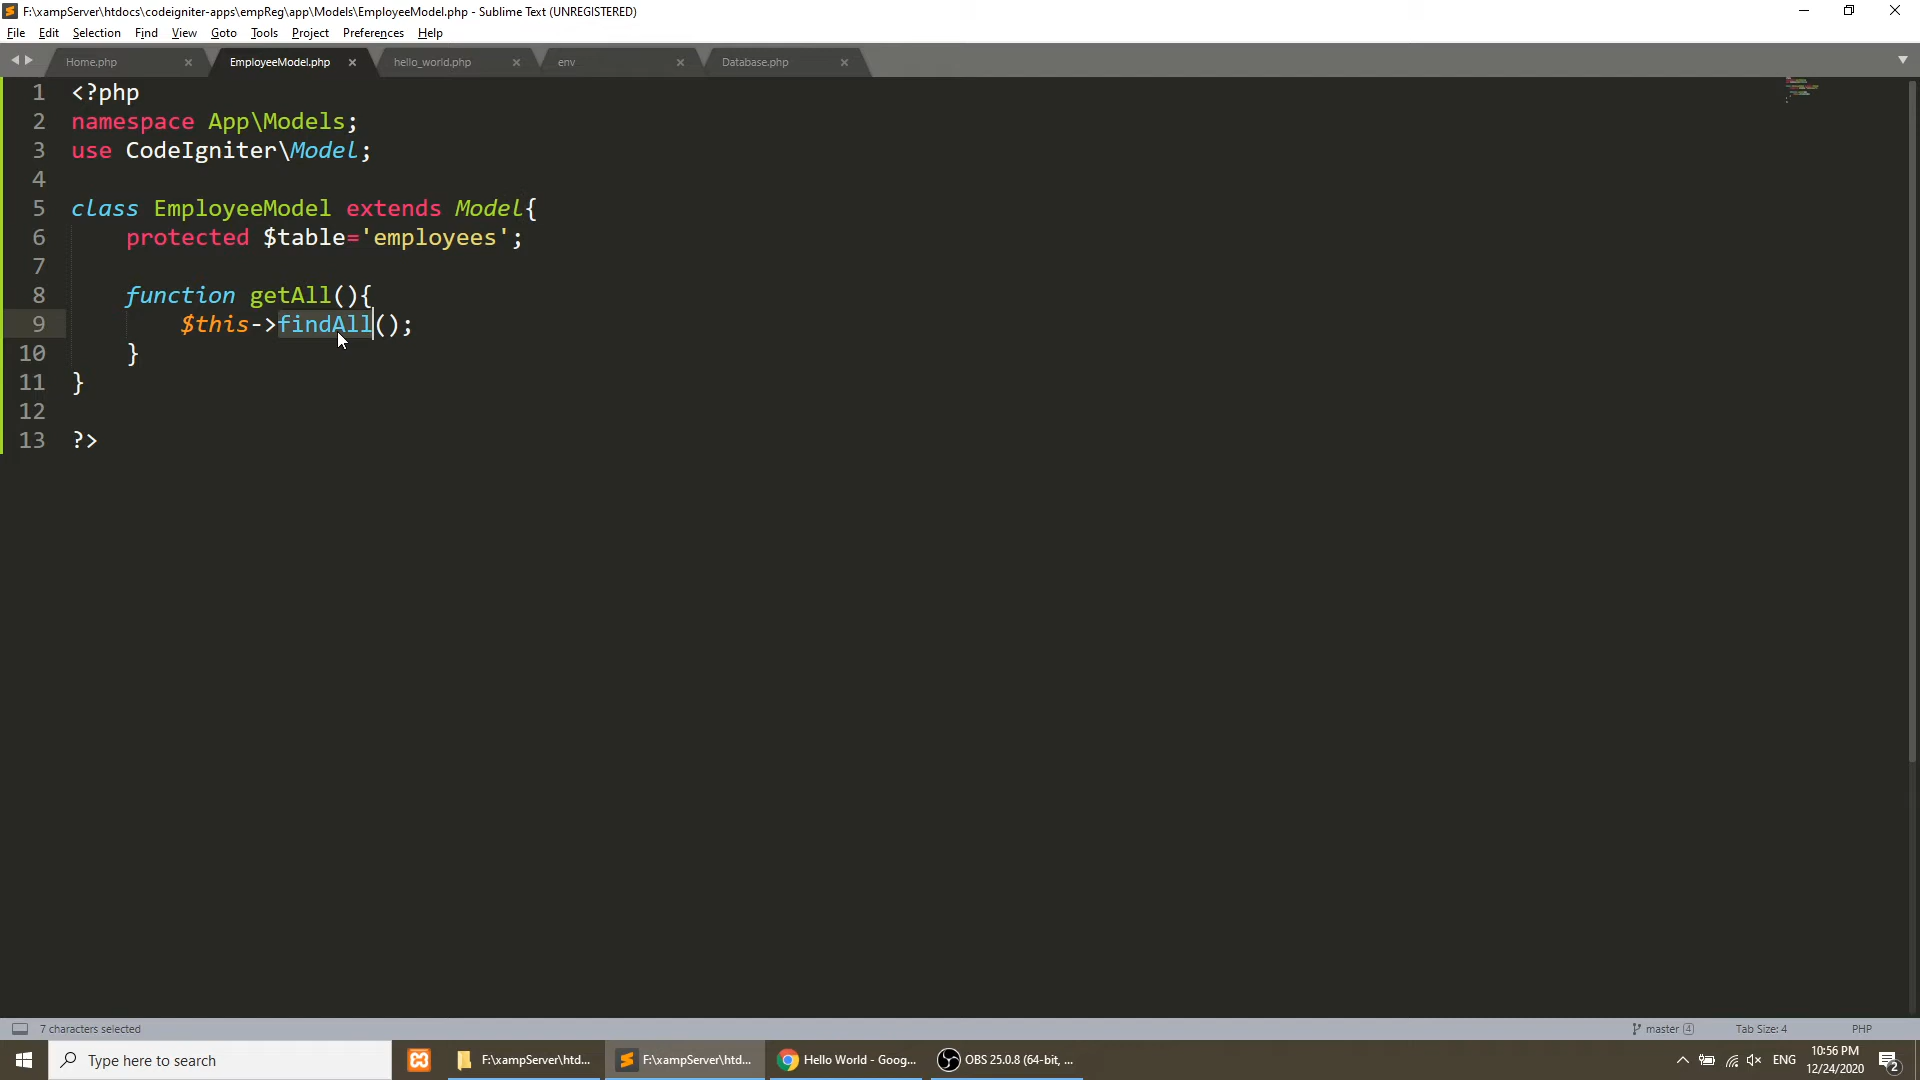 F:\xampServer\htdocs\codeigniter-apps\empReg\app\Models\EmployeeModel.php - Sublime Text (UNREGISTERED)
File Edit Selection Find View Goto Tools Project Preferences Help
Home.php EmployeeModel.php hello_world.php env Database.php
1 <?php
2 namespace App\Models;
3 use CodeIgniter\Model;
4
5 class EmployeeModel extends Model{
6 protected $table='employees';
7
8 function getAll(){
9 $this->findAll();
10 }
11 }
12
13 ?>
7 characters selected master 4 Tab Size: 4 PHP
Type here to search F:\xampServer\htd... F:\xampServer\htd... Hello World - Goog... OBS 25.0.8 (64-bit, ... ENG 10:56 PM
12/24/2020 2